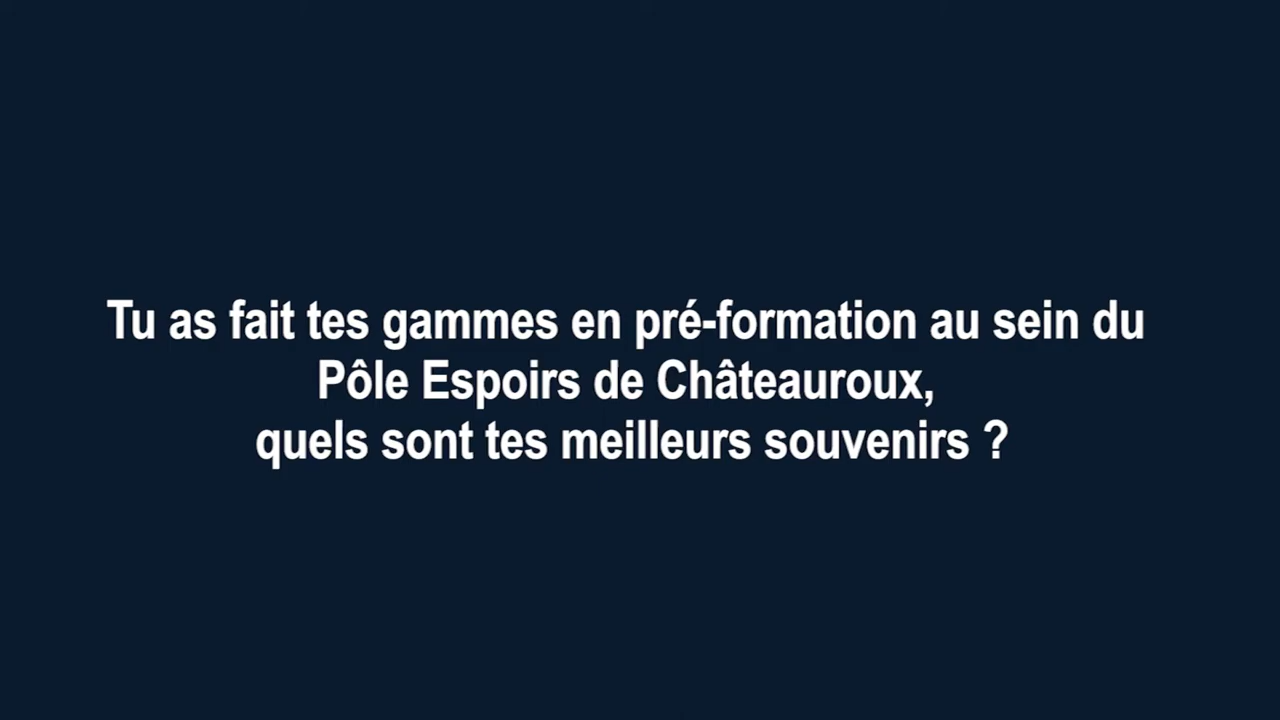 Tu as fait tes gammes en pré-formation au sein du
Pôle Espoirs de Châteauroux,
quels sont tes meilleurs souvenirs ?